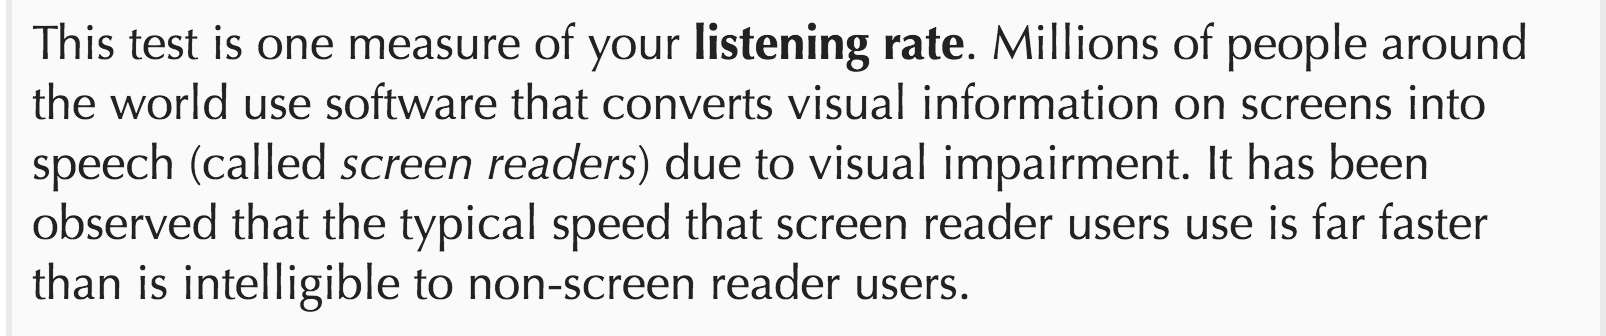 This test is one measure of your listening rate. Millions of people around
the world use software that converts visual information on screens into
speech (called screen readers) due to visual impairment. It has been
observed that the typical speed that screen reader users use is far faster
than is intelligible to non-screen reader users.